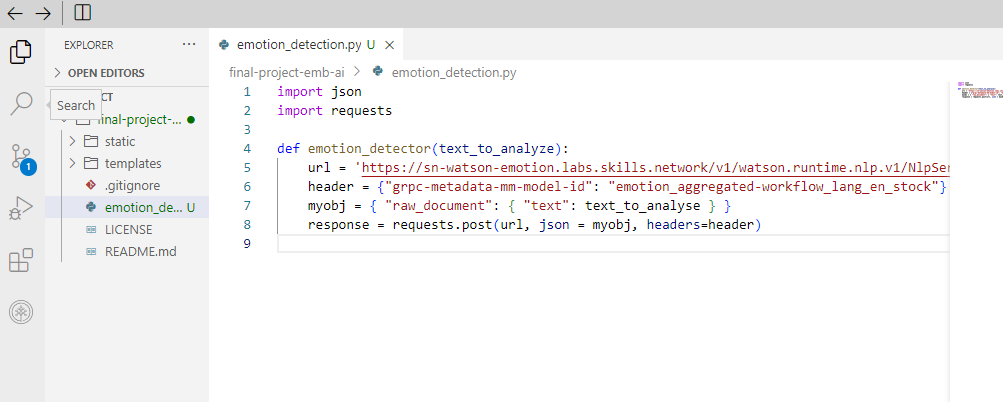 EXPLORER ...
OPEN EDITORS
CT
Search
final-project-...
static
templates
.gitignore
emotion_de... U
LICENSE
README.md
1
emotion_detection.py U
final-project-emb-ai > emotion_detection.py
1 import json
2 import requests
3
4 def emotion_detector(text_to_analyze):
5 url = 'https://sn-watson-emotion.labs.skills.network/v1/watson.runtime.nlp.v1/NlpSer
6 header = {"grpc-metadata-mm-model-id": "emotion_aggregated-workflow_lang_en_stock"}
7 myobj = { "raw_document": { "text": text_to_analyse } }
8 response = requests.post(url, json = myobj, headers=header)
9